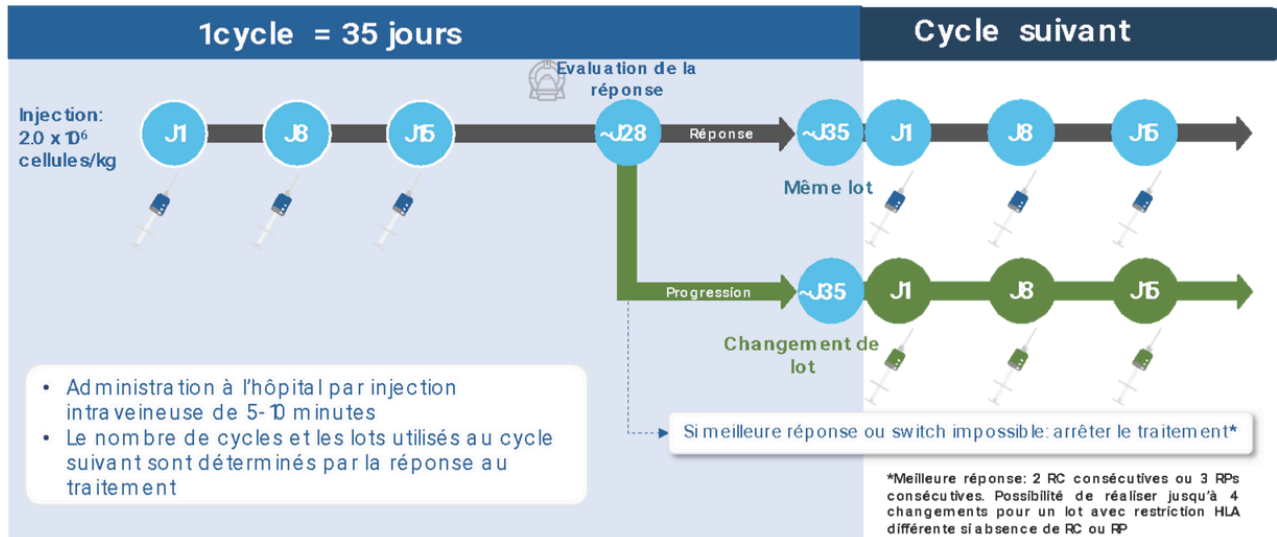 1cycle = 35 jours
Cycle suivant
Evaluation de la
réponse
Injection:
2.0 x 10⁶
cellules/kg
J1
J8
J15
~J28
Réponse
~J35
J1
J8
J15
Même lot
Progression
~J35
J1
J8
J15
Changement de
lot
• Administration à l'hôpital par injection
intraveineuse de 5-10 minutes
• Le nombre de cycles et les lots utilisés au cycle
suivant sont déterminés par la réponse au
traitement
Si meilleure réponse ou switch impossible: arrêter le traitement*
*Meilleure réponse: 2 RC consécutives ou 3 RPs
consécutives. Possibilité de réaliser jusqu'à 4
changements pour un lot avec restriction HLA
différente si absence de RC ou RP